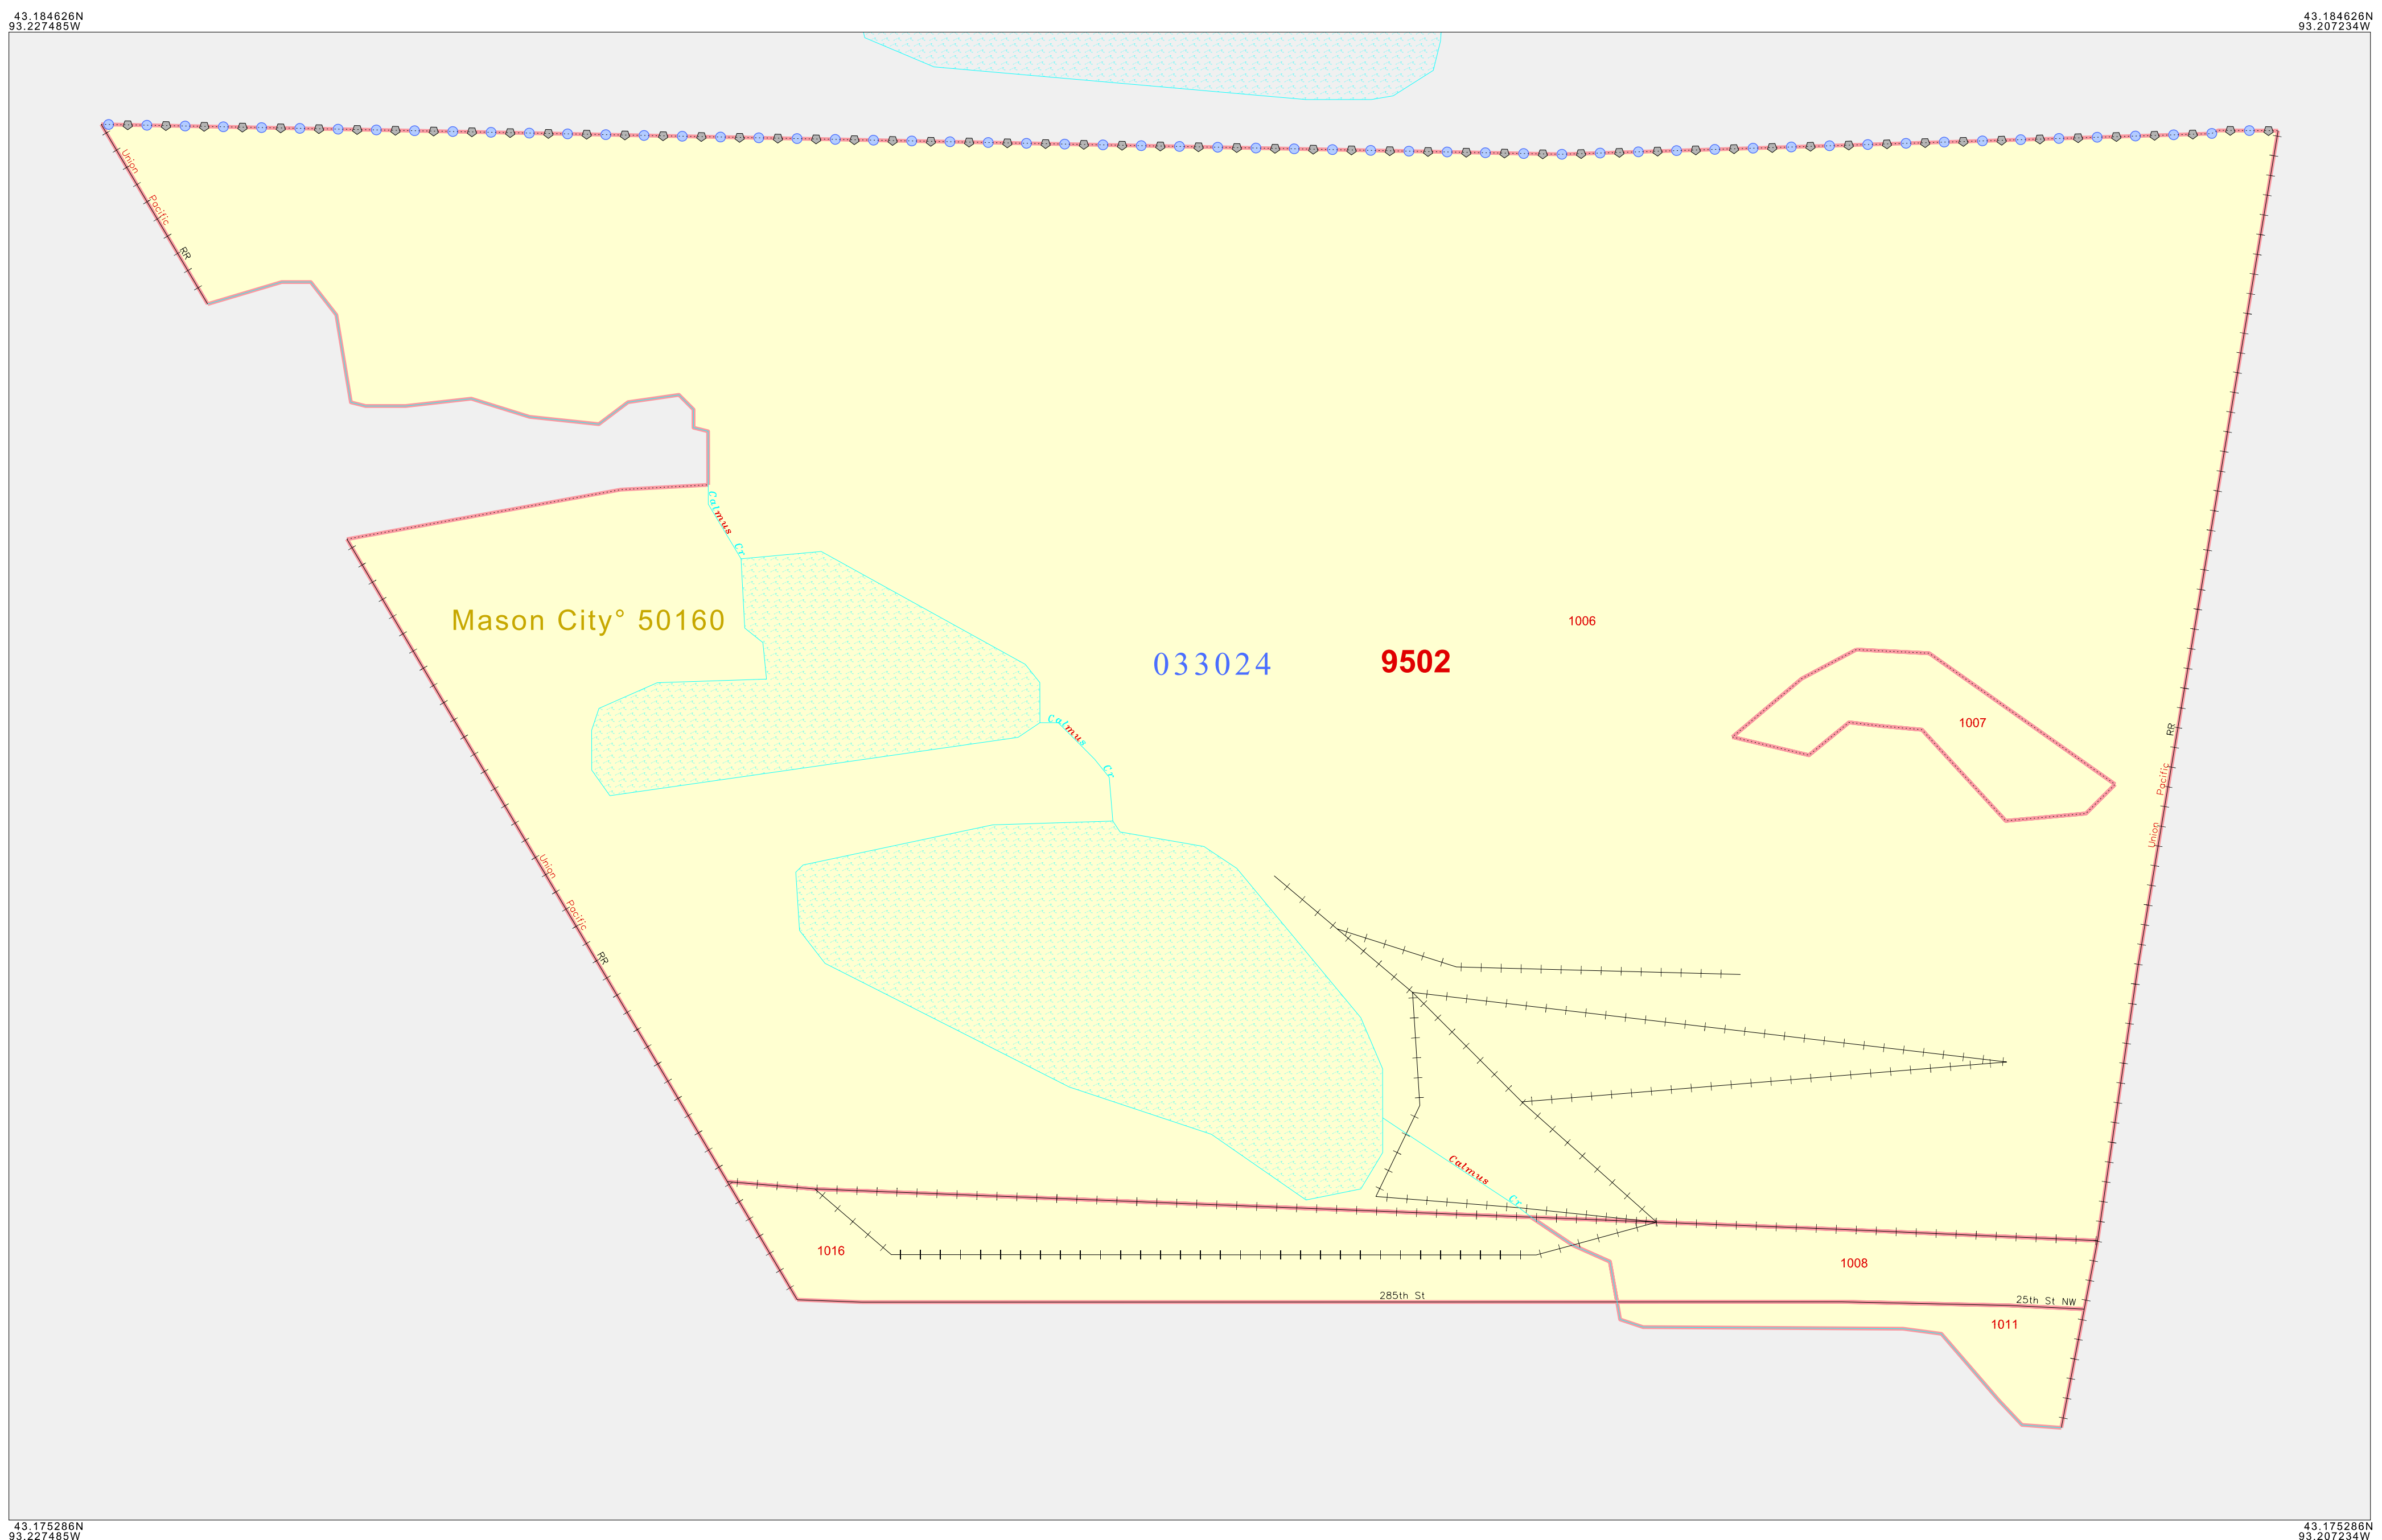 43.184626N
93.227485W
43.184626N
93.207234W
Union Pacific RR
Calmus Cr
Mason City° 50160
1006
033024
9502
Calmus Cr
1007
Union Pacific RR
Union Pacific RR
Calmus Cr
1016
1008
285th St
25th St NW
1011
43.175286N
93.227485W
43.175286N
93.207234W